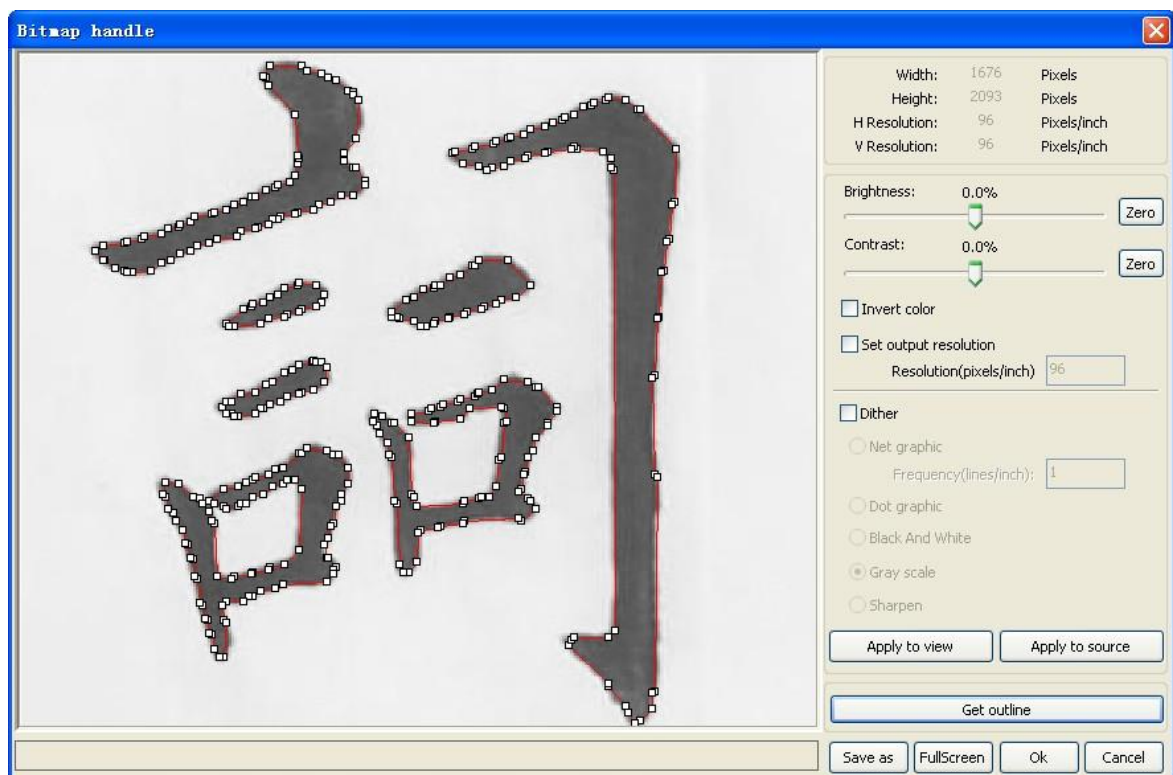 Bitmap handle
詞
Width: 1676 Pixels
Height: 2093 Pixels
H Resolution: 96 Pixels/inch
V Resolution: 96 Pixels/inch
Brightness: 0.0%
Zero
Contrast: 0.0%
Zero
Invert color
Set output resolution
Resolution(pixels/inch) 96
Dither
Net graphic
Frequency(lines/inch): 1
Dot graphic
Black And White
Gray scale
Sharpen
Apply to view Apply to source
Get outline
Save as FullScreen Ok Cancel